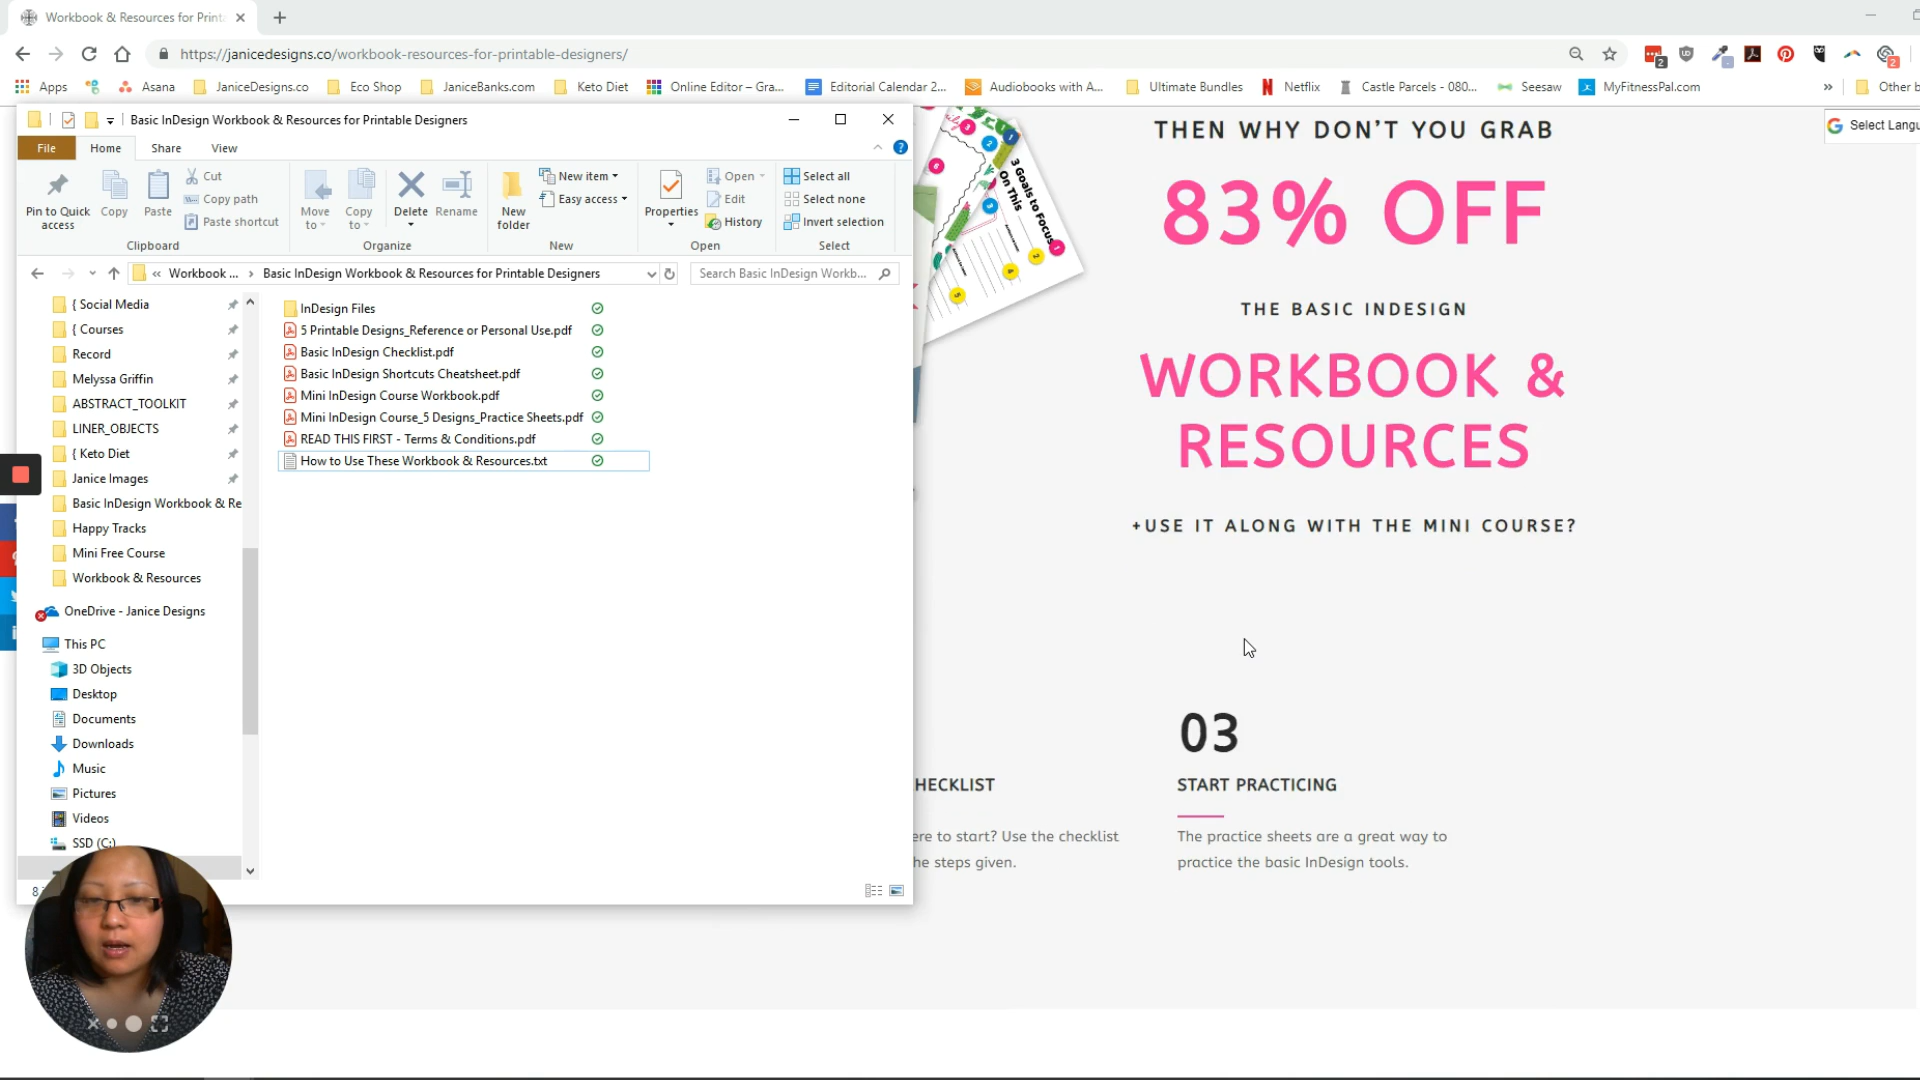 Workbook & Resources for Print
https://janicedesigns.co/workbook-resources-for-printable-designers/
2
2
Apps
Asana
JaniceDesigns.co
Eco Shop
JaniceBanks.com
Keto Diet
Online Editor – Gra...
Editorial Calendar 2...
Audiobooks with A...
Ultimate Bundles
Netflix
Castle Parcels - 080...
Seesaw
MyFitnessPal.com
»
Other b
Basic InDesign Workbook & Resources for Printable Designers
File
Home
Share
View
Pin to Quick access
Copy
Paste
Cut
Copy path
Paste shortcut
Clipboard
Move to
Copy to
Delete
Rename
Organize
New folder
New item
Easy access
New
Properties
Open
Edit
History
Open
Select all
Select none
Invert selection
Select
« Workbook ... › Basic InDesign Workbook & Resources for Printable Designers
Search Basic InDesign Workb...
{ Social Media
{ Courses
Record
Melyssa Griffin
ABSTRACT_TOOLKIT
LINER_OBJECTS
{ Keto Diet
Janice Images
Basic InDesign Workbook & Re
Happy Tracks
Mini Free Course
Workbook & Resources
OneDrive - Janice Designs
This PC
3D Objects
Desktop
Documents
Downloads
Music
Pictures
Videos
SSD (C:)
8
InDesign Files
5 Printable Designs_Reference or Personal Use.pdf
Basic InDesign Checklist.pdf
Basic InDesign Shortcuts Cheatsheet.pdf
Mini InDesign Course Workbook.pdf
Mini InDesign Course_5 Designs_Practice Sheets.pdf
READ THIS FIRST - Terms & Conditions.pdf
How to Use These Workbook & Resources.txt
3 Goals to Focus
On This
Select Langu
THEN WHY DON'T YOU GRAB
83% OFF
THE BASIC INDESIGN
WORKBOOK &
RESOURCES
+USE IT ALONG WITH THE MINI COURSE?
HECKLIST
ere to start? Use the checklist
he steps given.
03
START PRACTICING
The practice sheets are a great way to
practice the basic InDesign tools.